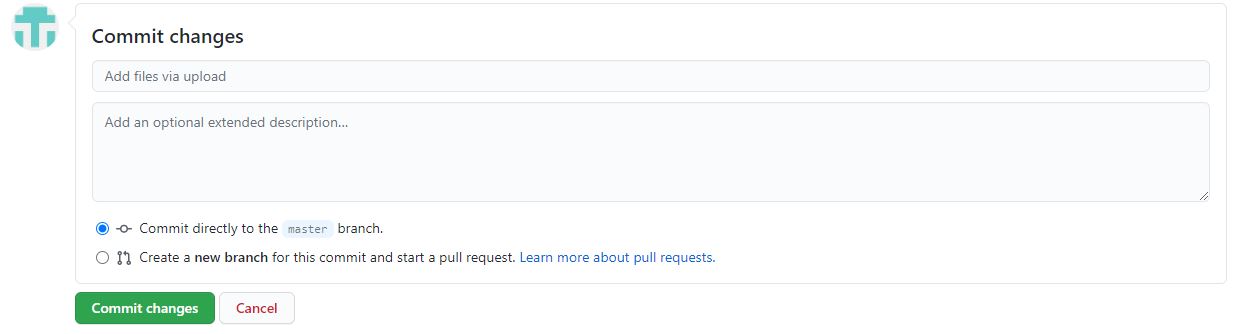 Commit changes
Add files via upload
Add an optional extended description...
Commit directly to the master branch.
Create a new branch for this commit and start a pull request. Learn more about pull requests.
Commit changes Cancel